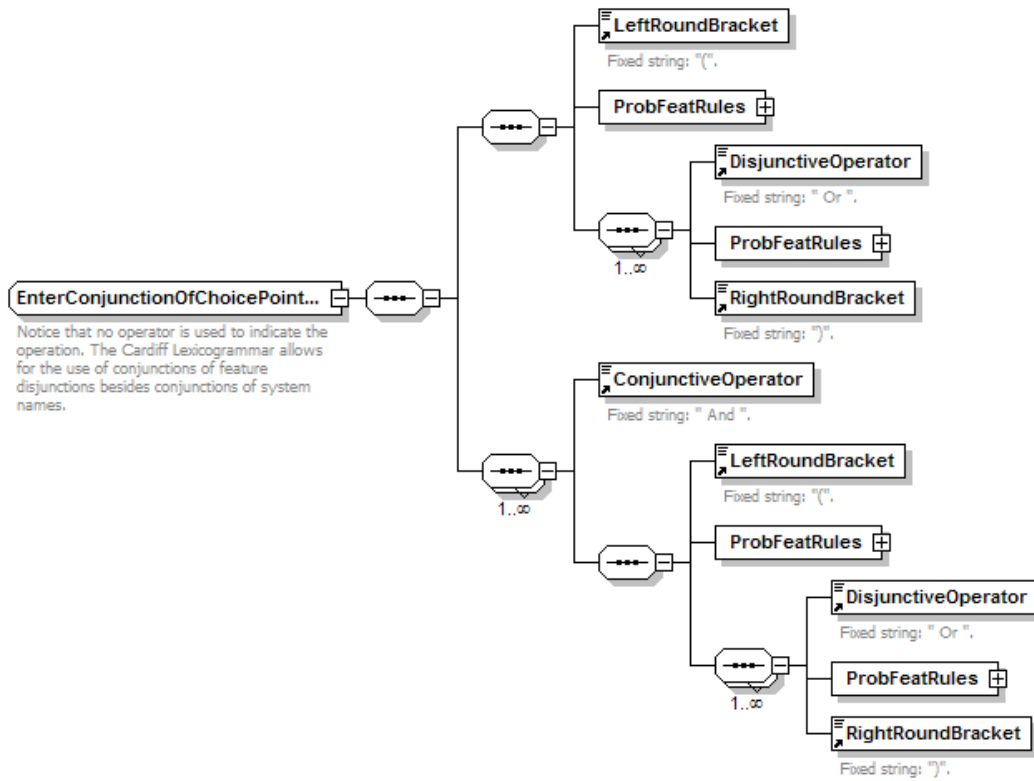 LeftRoundBracket
Fixed string: "(".
ProbFeatRules
DisjunctiveOperator
Fixed string: " Or ".
ProbFeatRules
1..∞
RightRoundBracket
Fixed string: ")".
EnterConjunctionOfChoicePoint...
Notice that no operator is used to indicate the
operation. The Cardiff Lexicogrammar allows
for the use of conjunctions of feature
disjunctions besides conjunctions of system
names.
ConjunctiveOperator
Fixed string: " And ".
1..∞
LeftRoundBracket
Fixed string: "(".
ProbFeatRules
DisjunctiveOperator
Fixed string: " Or ".
ProbFeatRules
1..∞
RightRoundBracket
Fixed string: ")".